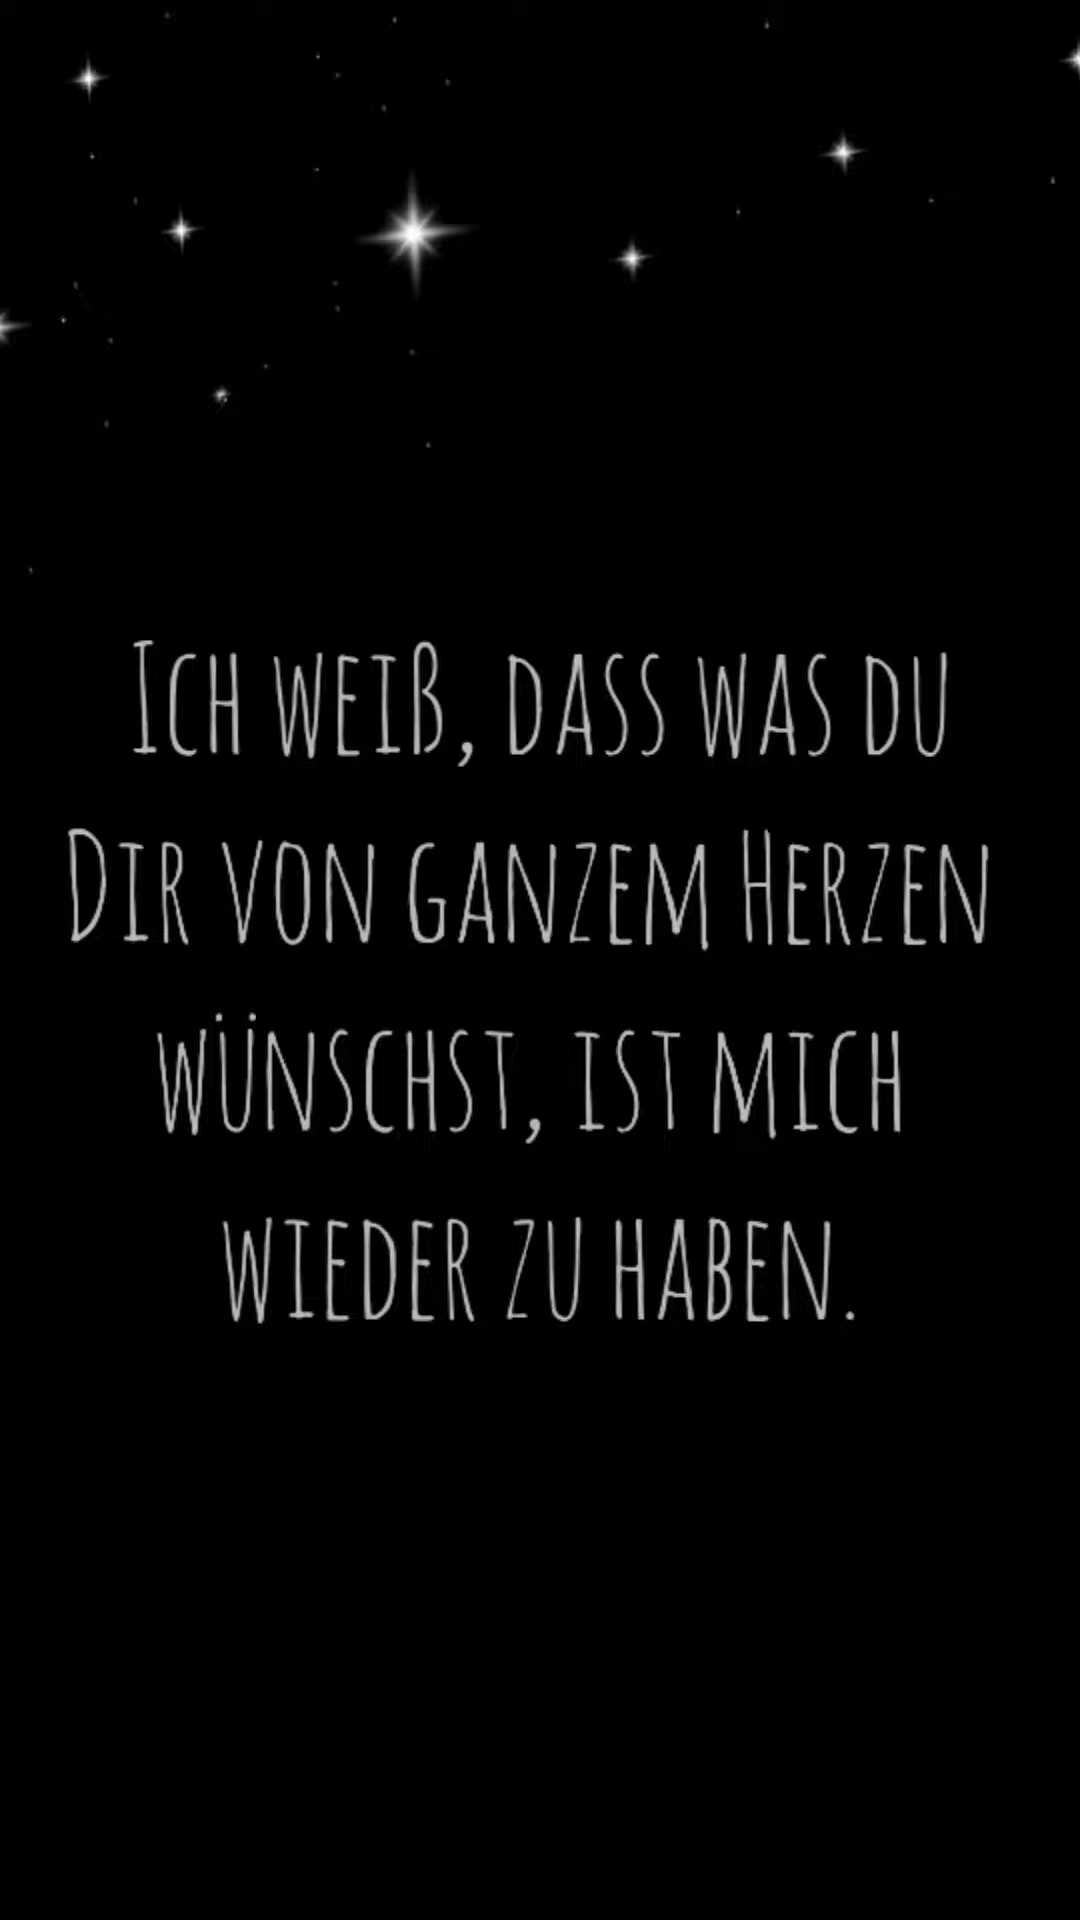 Ich weiß, dass was du
Dir von ganzem Herzen
wünschst, ist mich
wieder zu haben.